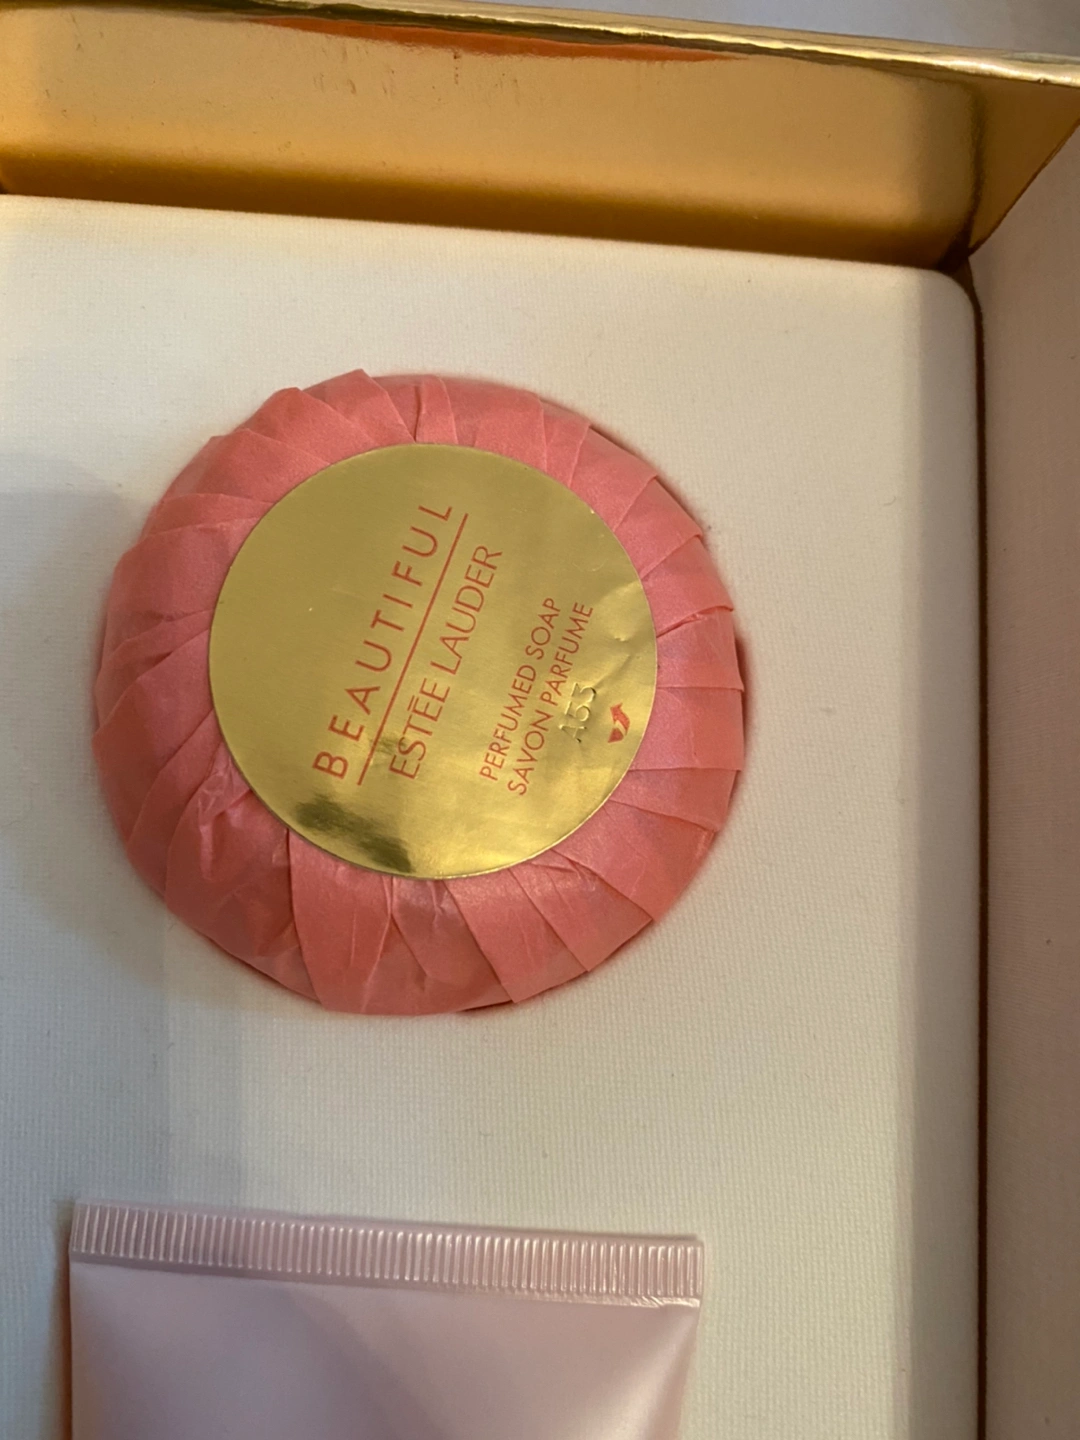 BEAUTIFUL
ESTĒE LAUDER
PERFUMED SOAP
SAVON PARFUME
A53